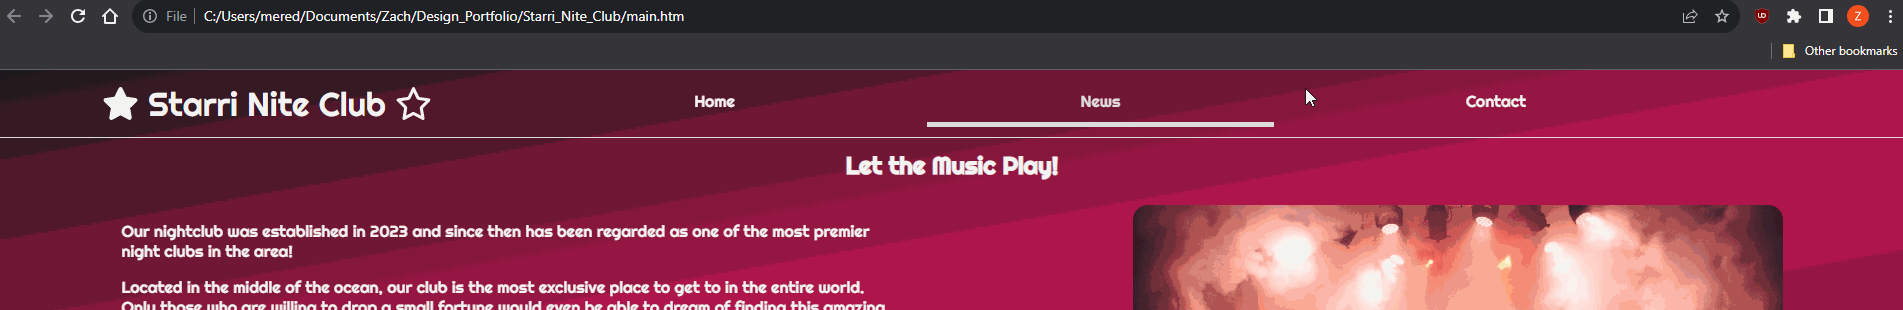 File C:/Users/mered/Documents/Zach/Design_Portfolio/Starri_Nite_Club/main.htm
Z
Other bookmarks
Starri Nite Club Home News Contact
Let the Music Play!
Our nightclub was established in 2023 and since then has been regarded as one of the most premier
night clubs in the area!
Located in the middle of the ocean, our club is the most exclusive place to get to in the entire world.
Only those who are willing to drop a small fortune would even be able to dream of finding this amazing